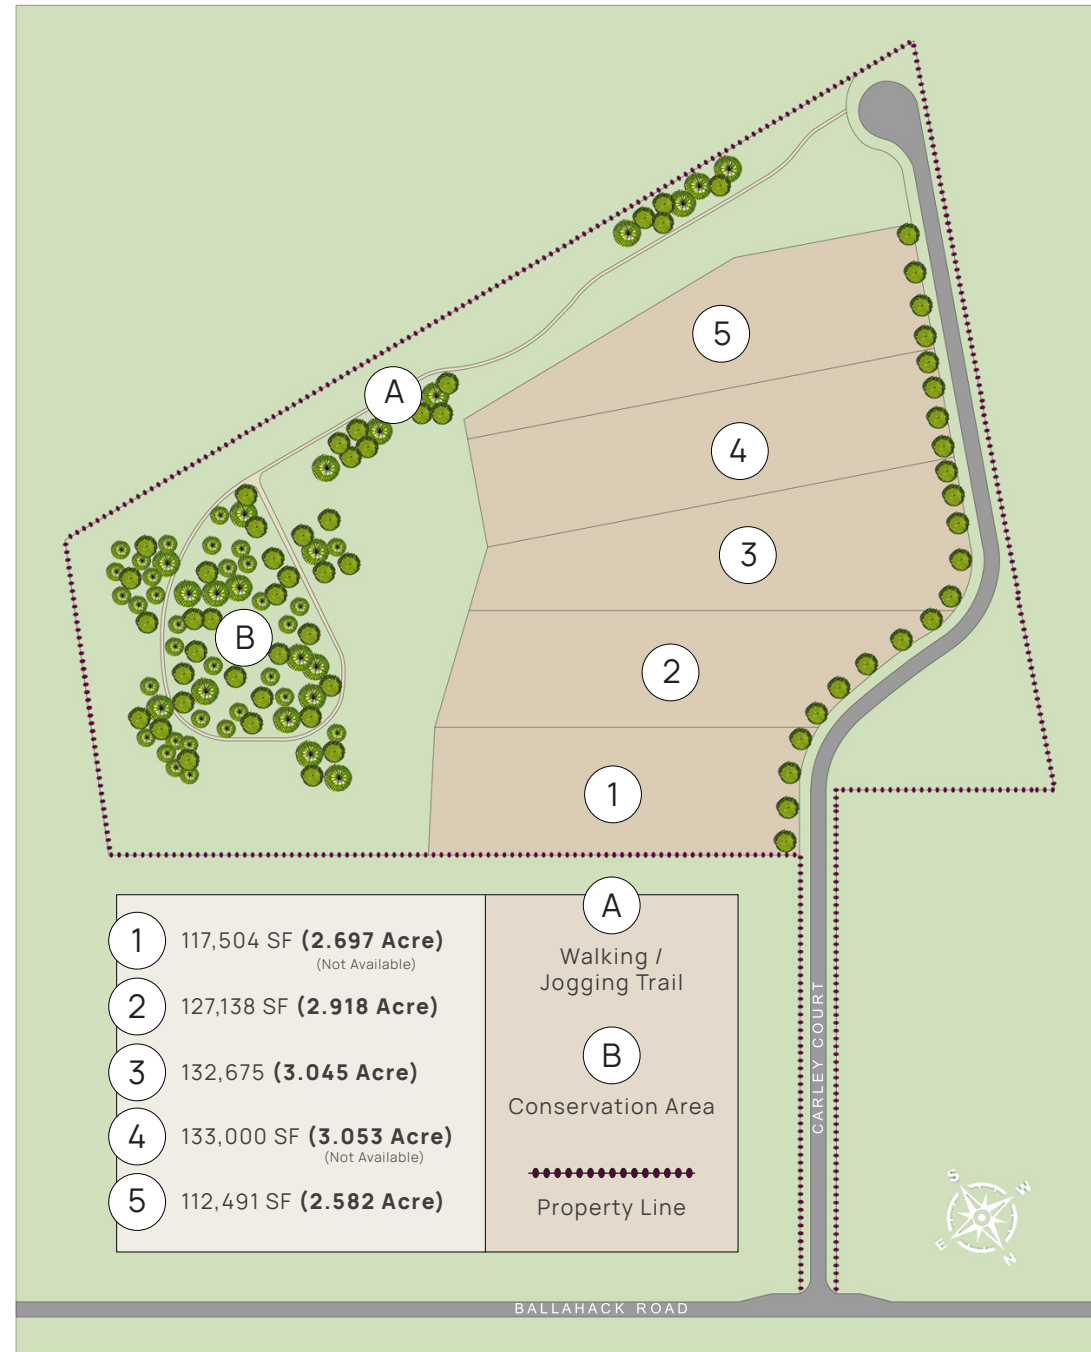 5
4
3
2
1
A
B
1 117,504 SF (2.697 Acre)
(Not Available)
2 127,138 SF (2.918 Acre)
3 132,675 (3.045 Acre)
4 133,000 SF (3.053 Acre)
(Not Available)
5 112,491 SF (2.582 Acre)
A
Walking /
Jogging Trail
B
Conservation Area
Property Line
CARLEY COURT
S
W
E
N
BALLAHACK ROAD